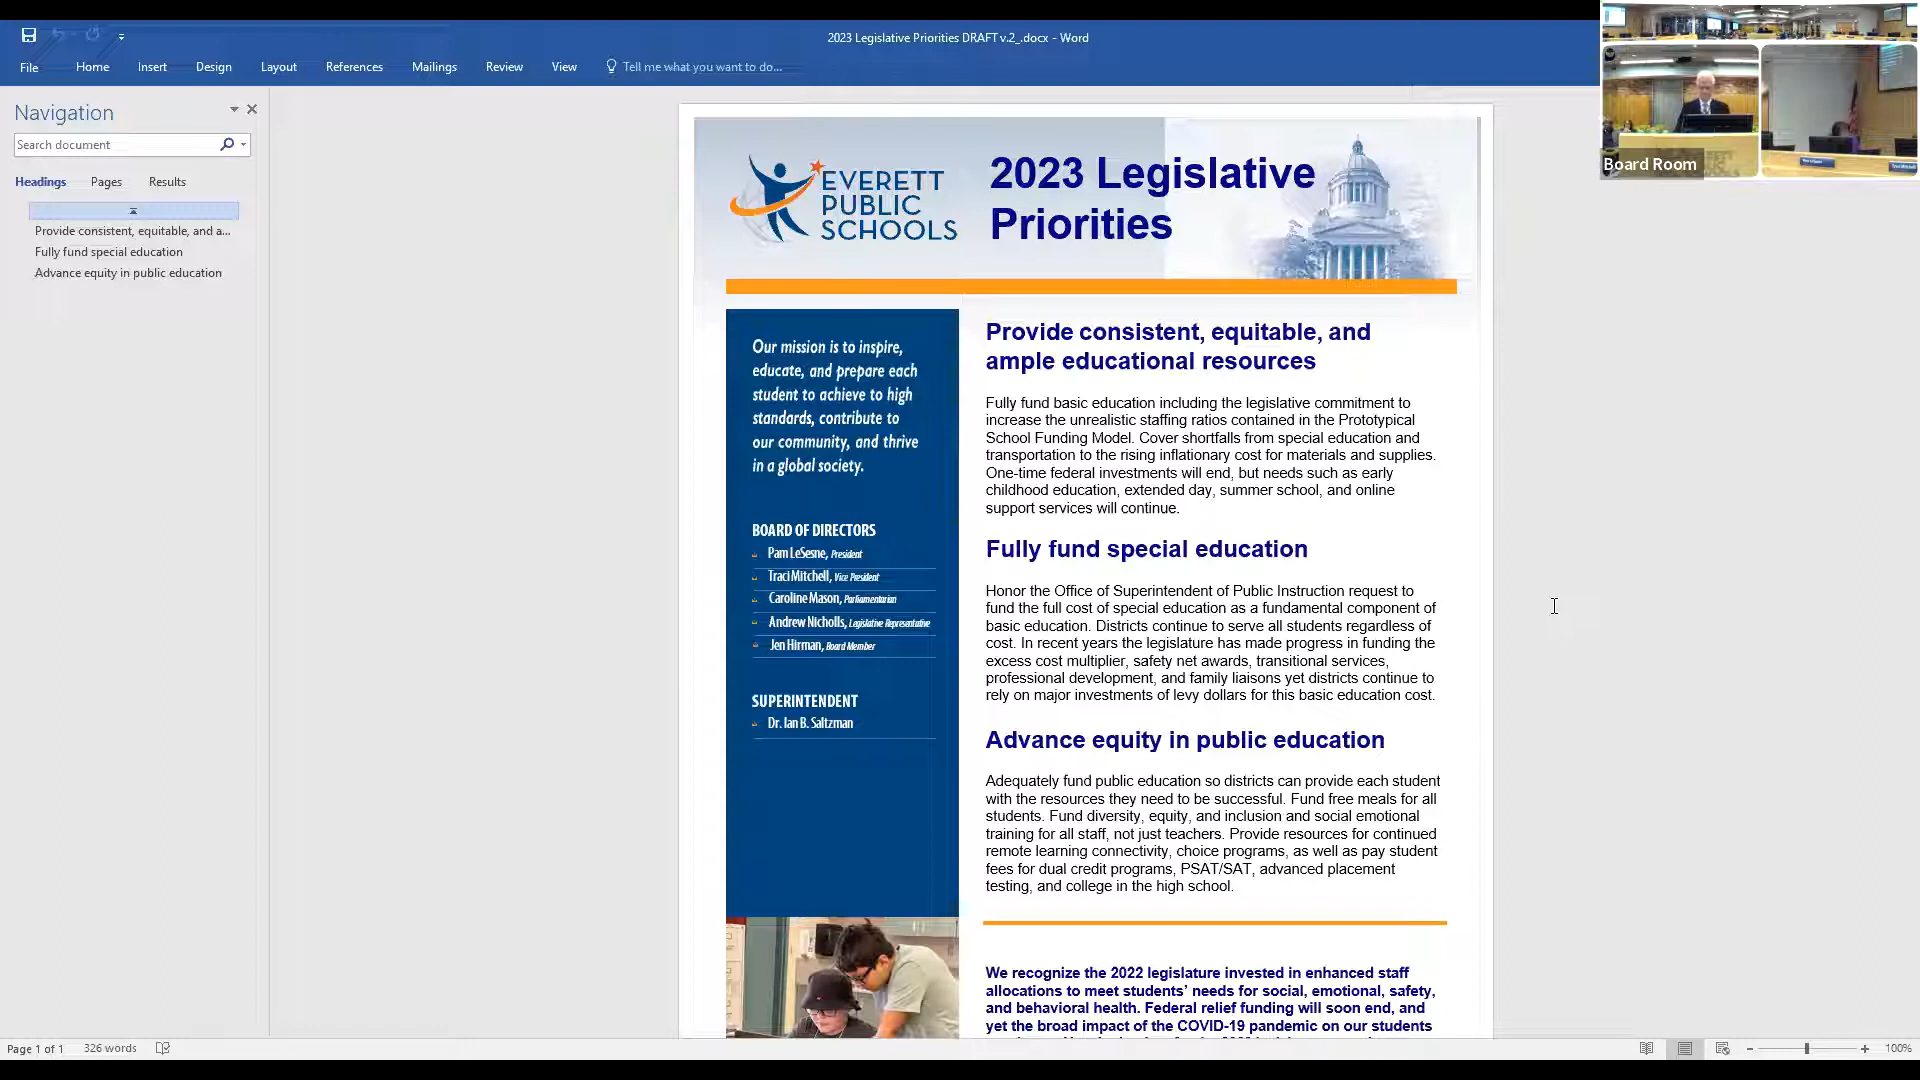 2023 Legislative Priorities DRAFT v.2_.docx - Word
File Home Insert Design Layout References Mailings Review View Tell me what you want to do...
Board Room
Navigation
Search document
Headings Pages Results
Provide consistent, equitable, and a...
Fully fund special education
Advance equity in public education
EVERETT
PUBLIC
SCHOOLS
2023 Legislative
Priorities
Our mission is to inspire,
educate, and prepare each
student to achieve to high
standards, contribute to
our community, and thrive
in a global society.
BOARD OF DIRECTORS
Pam LeSesne, President
Traci Mitchell, Vice President
Caroline Mason, Parliamentarian
Andrew Nicholls, Legislative Representative
Jen Hirman, Board Member
SUPERINTENDENT
Dr. Ian B. Saltzman
Provide consistent, equitable, and
ample educational resources
Fully fund basic education including the legislative commitment to
increase the unrealistic staffing ratios contained in the Prototypical
School Funding Model. Cover shortfalls from special education and
transportation to the rising inflationary cost for materials and supplies.
One-time federal investments will end, but needs such as early
childhood education, extended day, summer school, and online
support services will continue.
Fully fund special education
Honor the Office of Superintendent of Public Instruction request to
fund the full cost of special education as a fundamental component of
basic education. Districts continue to serve all students regardless of
cost. In recent years the legislature has made progress in funding the
excess cost multiplier, safety net awards, transitional services,
professional development, and family liaisons yet districts continue to
rely on major investments of levy dollars for this basic education cost.
Advance equity in public education
Adequately fund public education so districts can provide each student
with the resources they need to be successful. Fund free meals for all
students. Fund diversity, equity, and inclusion and social emotional
training for all staff, not just teachers. Provide resources for continued
remote learning connectivity, choice programs, as well as pay student
fees for dual credit programs, PSAT/SAT, advanced placement
testing, and college in the high school.
We recognize the 2022 legislature invested in enhanced staff
allocations to meet students' needs for social, emotional, safety,
and behavioral health. Federal relief funding will soon end, and
yet the broad impact of the COVID-19 pandemic on our students
Page 1 of 1 326 words
100%